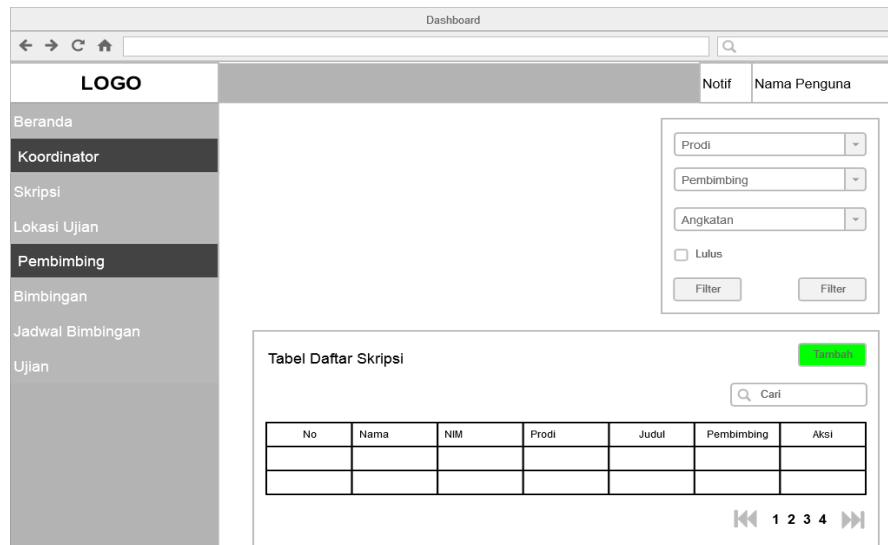 Dashboard
LOGO
Notif
Nama Penguna
Beranda
Koordinator
Skripsi
Lokasi Ujian
Pembimbing
Bimbingan
Jadwal Bimbingan
Ujian
Prodi
Pembimbing
Angkatan
Lulus
Filter Filter
Tabel Daftar Skripsi
Tambah
Cari
No Nama NIM Prodi Judul Pembimbing Aksi
1 2 3 4